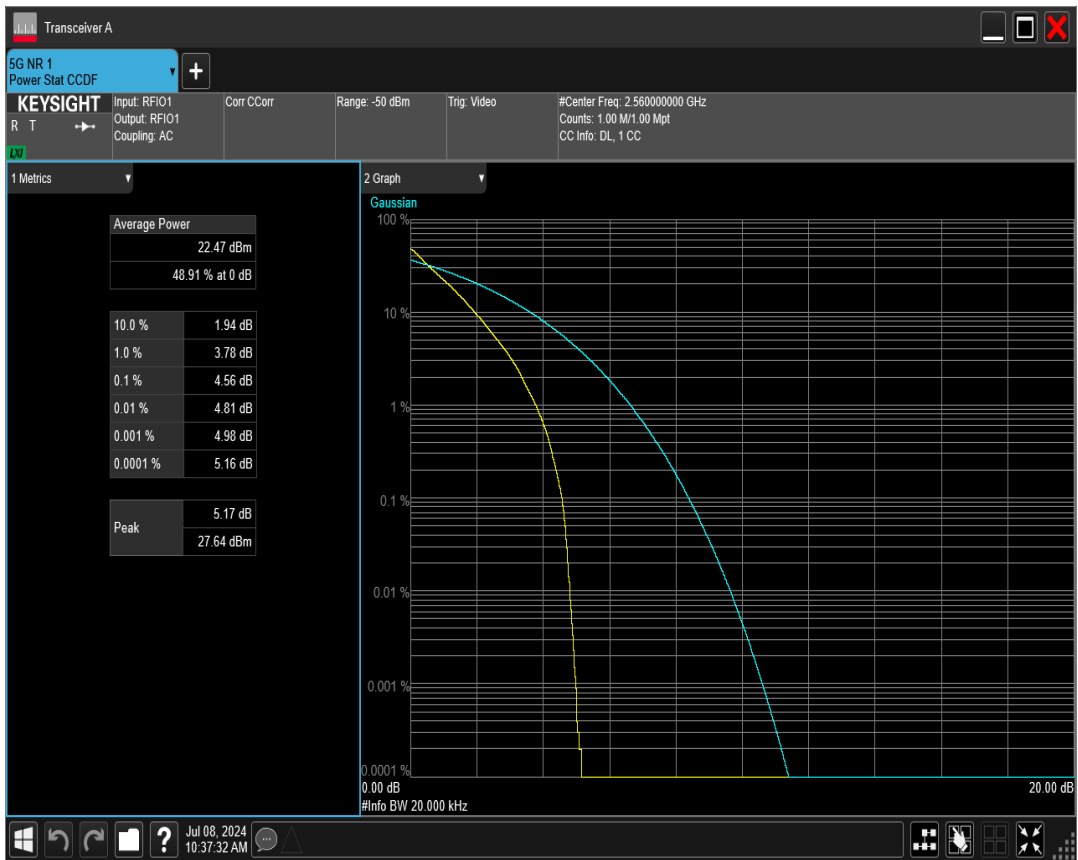 Transceiver A
5G NR 1
Power Stat CCDF
+
KEYSIGHT
R T
LXI
Input: RFIO1
Output: RFIO1
Coupling: AC
Corr CCorr
Range: -50 dBm
Trig: Video
#Center Freq: 2.560000000 GHz
Counts: 1.00 M/1.00 Mpt
CC Info: DL, 1 CC
1 Metrics
Average Power
22.47 dBm
48.91 % at 0 dB
10.0 % 1.94 dB
1.0 % 3.78 dB
0.1 % 4.56 dB
0.01 % 4.81 dB
0.001 % 4.98 dB
0.0001 % 5.16 dB
Peak
5.17 dB
27.64 dBm
2 Graph
Gaussian
100 %
10 %
1 %
0.1 %
0.01 %
0.001 %
0.0001 %
0.00 dB 20.00 dB
#Info BW 20.000 kHz
?
Jul 08, 2024
10:37:32 AM